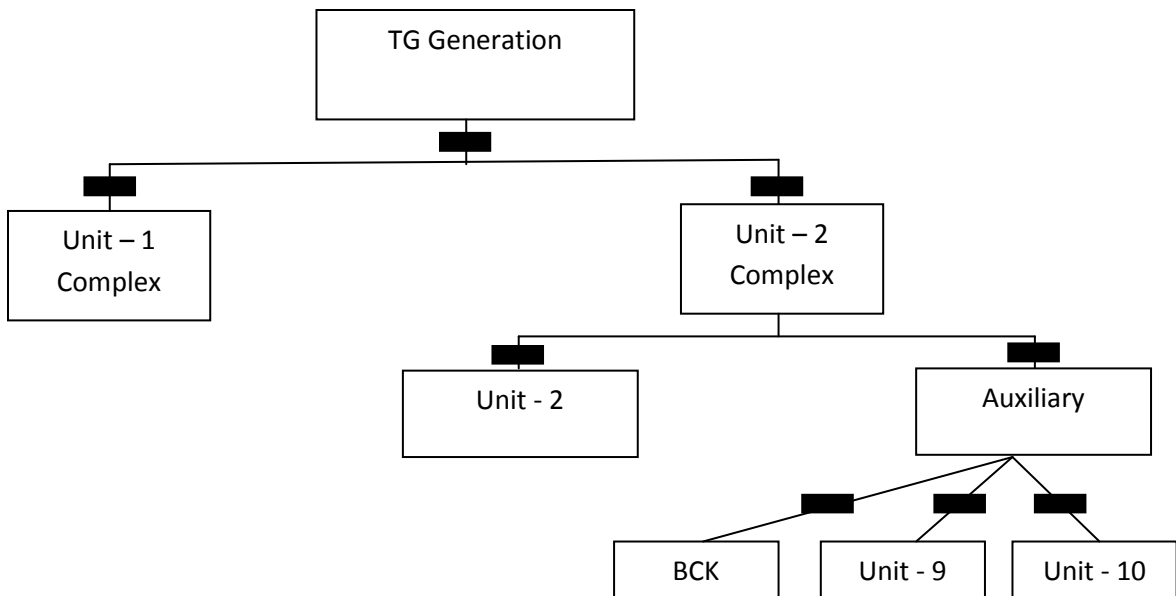 TG Generation
Unit – 1
Complex
Unit – 2
Complex
Unit - 2
Auxiliary
BCK
Unit - 9
Unit - 10